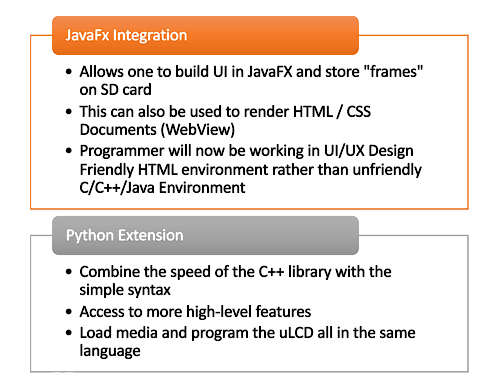 JavaFx Integration
• Allows one to build UI in JavaFX and store "frames"
on SD card
• This can also be used to render HTML / CSS
Documents (WebView)
• Programmer will now be working in UI/UX Design
Friendly HTML environment rather than unfriendly
C/C++/Java Environment
Python Extension
• Combine the speed of the C++ library with the
simple syntax
• Access to more high-level features
• Load media and program the uLCD all in the same
language